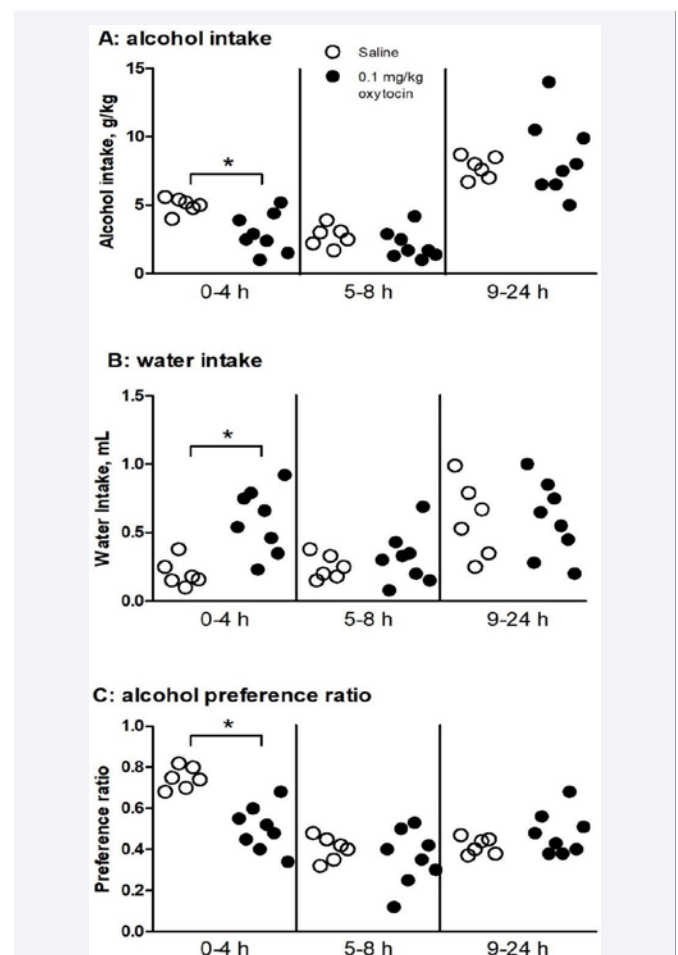 A: alcohol intake
Saline
0.1 mg/kg
oxytocin
Alcohol intake, g/kg
15
10
5
0
*
0-4 h
5-8 h
9-24 h
B: water intake
Water Intake, mL
1.5
1.0
0.5
0.0
*
0-4 h
5-8 h
9-24 h
C: alcohol preference ratio
Preference ratio
1.0
0.8
0.6
0.4
0.2
0.0
*
0-4 h
5-8 h
9-24 h